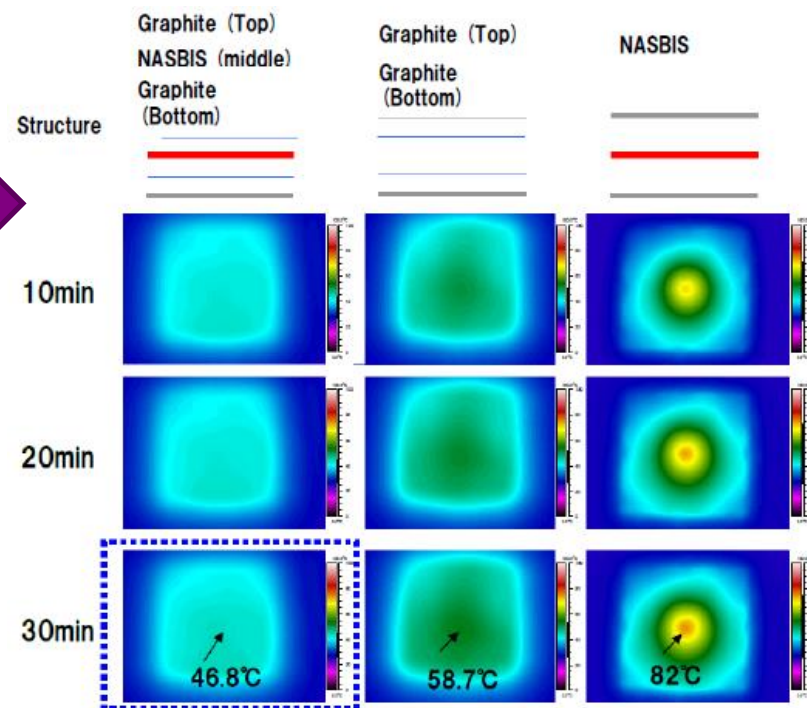 Graphite (Top)
NASBIS (middle)
Graphite
(Bottom)
Graphite (Top)
Graphite
(Bottom)
NASBIS
Structure
10min
20min
30min
46.8℃
58.7℃
82℃